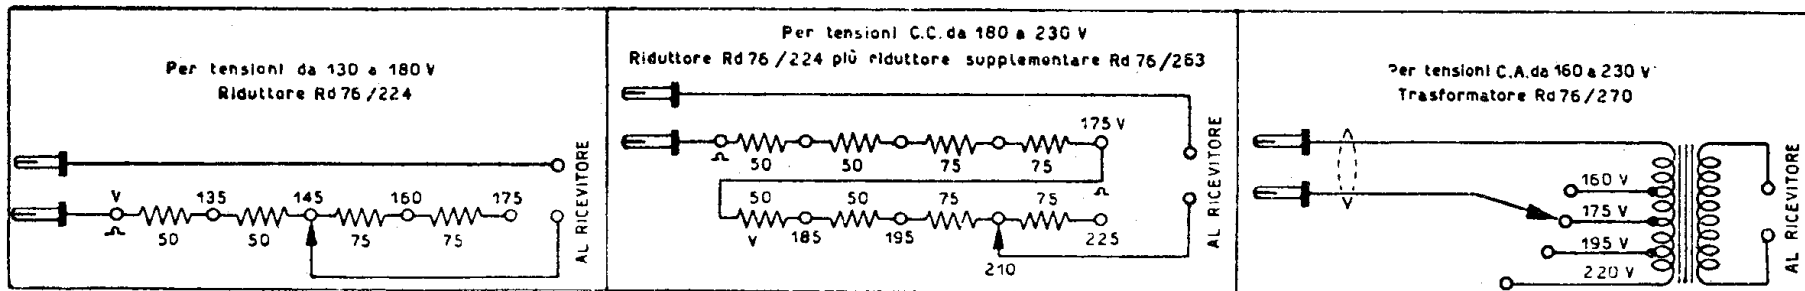 Per tensioni da 130 a 180 V
Riduttore Rd 76/224
V 135 145 160 175
50 50 75 75
AL RICEVITORE
Per tensioni C.C. da 180 a 230 V
Riduttore Rd 76/224 più riduttore supplementare Rd 76/263
175 V
50 50 75 75
50 50 75 75
V 185 195 225
210
AL RICEVITORE
Per tensioni C.A. da 160 a 230 V
Trasformatore Rd 76/270
160 V
175 V
195 V
220 V
AL RICEVITORE